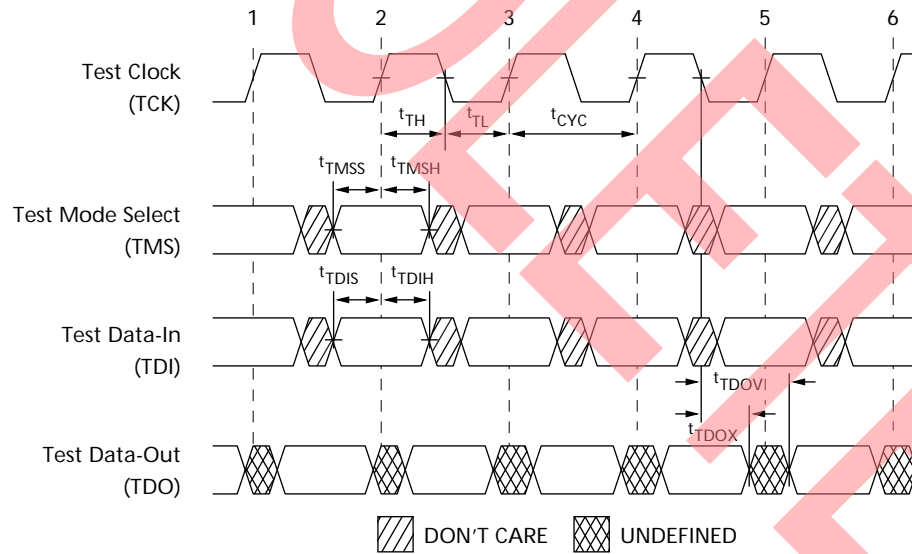 1 2 3 4 5 6
Test Clock
(TCK)
tTH tTL tCYC
tTMSS tTMSH
Test Mode Select
(TMS)
tTDIS tTDIH
Test Data-In
(TDI)
tTDOV
tTDOX
Test Data-Out
(TDO)
DON'T CARE UNDEFINED